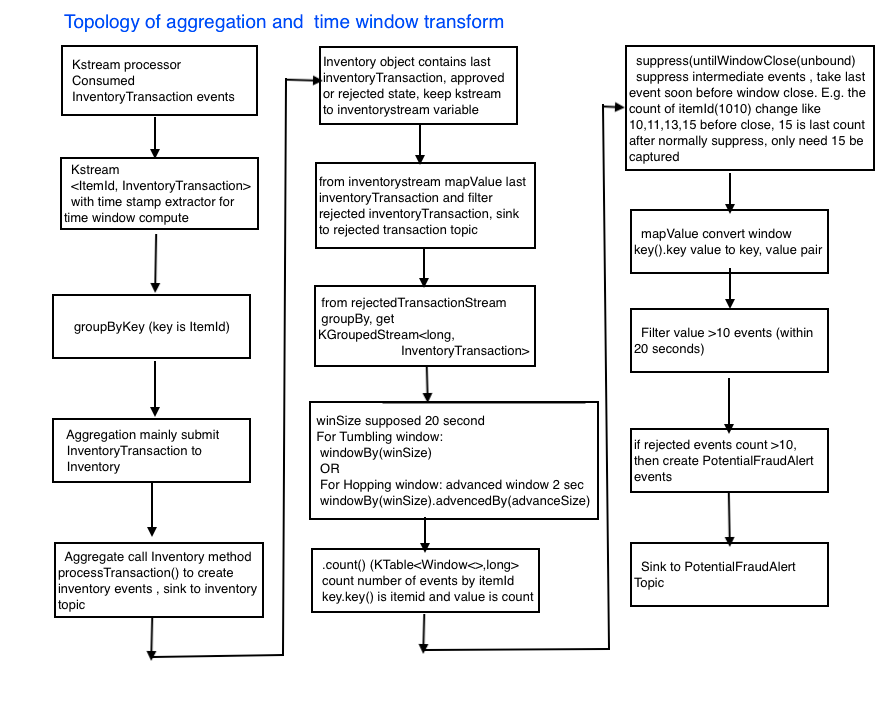 Topology of aggregation and  time window transform
Kstream processor
Consumed
InventoryTransaction events
Kstream
<ItemId, InventoryTransaction>
with time stamp extractor for
time window compute
groupByKey (key is ItemId)
Aggregation mainly submit
InventoryTransaction to
Inventory
Aggregate call Inventory method
processTransaction() to create
inventory events , sink to inventory
topic
Inventory object contains last
inventoryTransaction, approved
or rejected state, keep kstream
to inventorystream variable
from inventorystream mapValue last
inventoryTransaction and filter
rejected inventoryTransaction, sink
to rejected transaction topic
from rejectedTransactionStream
groupBy, get
KGroupedStream<long,
InventoryTransaction>
winSize supposed 20 second
For Tumbling window:
windowBy(winSize)
OR
For Hopping window: advanced window 2 sec
windowBy(winSize).advencedBy(advanceSize)
.count() (KTable<Window<>,long>
count number of events by itemId
key.key() is itemid and value is count
suppress(untilWindowClose(unbound)
suppress intermediate events , take last
event soon before window close. E.g. the
count of itemId(1010) change like
10,11,13,15 before close, 15 is last count
after normally suppress, only need 15 be
captured
mapValue convert window
key().key value to key, value pair
Filter value >10 events (within
20 seconds)
if rejected events count >10,
then create PotentialFraudAlert
events
Sink to PotentialFraudAlert
Topic